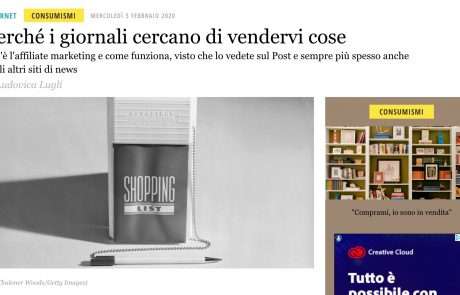 RNET CONSUMISMI MERCOLEDÌ 5 FEBBRAIO 2020
erché i giornali cercano di vendervi cose
'è l'affiliate marketing e come funziona, visto che lo vedete sul Post e sempre più spesso anche
li altri siti di news
Ludovica Lugli
SHOPPING
LIST
Chaloner Woods/Getty Images)
CONSUMISMI
"Comprami, io sono in vendita"
Creative Cloud
Tutto è
possibile con